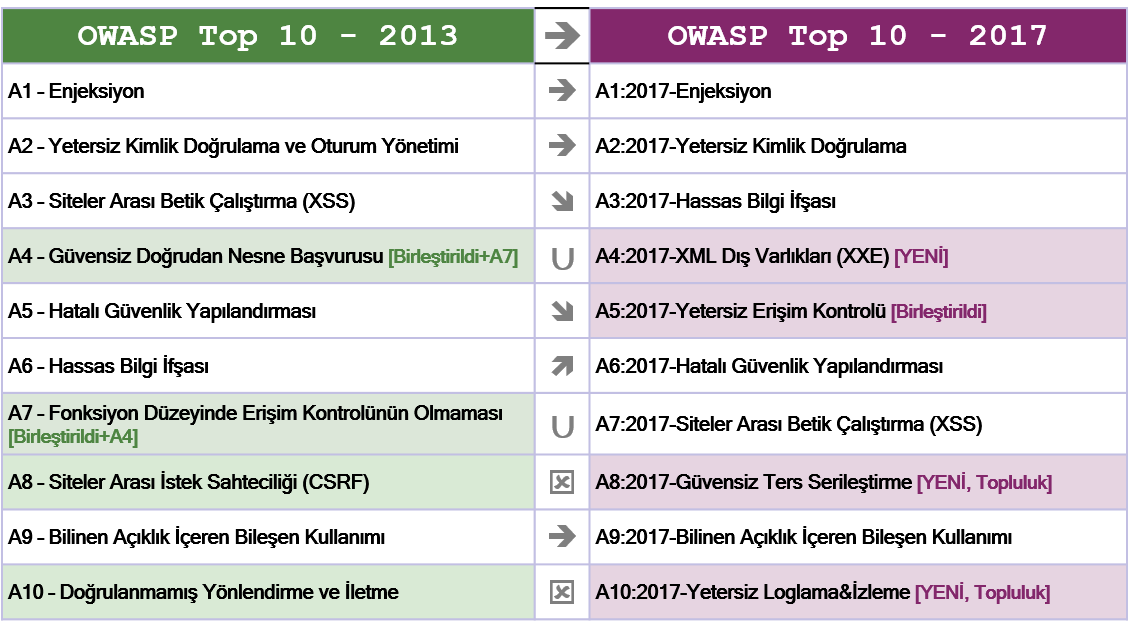 OWASP Top 10 - 2013
OWASP Top 10 - 2017
A1 – Enjeksiyon
A1:2017-Enjeksiyon
A2 – Yetersiz Kimlik Doğrulama ve Oturum Yönetimi
A2:2017-Yetersiz Kimlik Doğrulama
A3 – Siteler Arası Betik Çalıştırma (XSS)
A3:2017-Hassas Bilgi İfşası
A4 – Güvensiz Doğrudan Nesne Başvurusu [Birleştirildi+A7]
A4:2017-XML Dış Varlıkları (XXE) [YENİ]
A5 – Hatalı Güvenlik Yapılandırması
A5:2017-Yetersiz Erişim Kontrolü [Birleştirildi]
A6 – Hassas Bilgi İfşası
A6:2017-Hatalı Güvenlik Yapılandırması
A7 – Fonksiyon Düzeyinde Erişim Kontrolünün Olmaması
[Birleştirildi+A4]
A7:2017-Siteler Arası Betik Çalıştırma (XSS)
A8 – Siteler Arası İstek Sahteciliği (CSRF)
A8:2017-Güvensiz Ters Serileştirme [YENİ, Topluluk]
A9 – Bilinen Açıklık İçeren Bileşen Kullanımı
A9:2017-Bilinen Açıklık İçeren Bileşen Kullanımı
A10 – Doğrulanmamış Yönlendirme ve İletme
A10:2017-Yetersiz Loglama&İzleme [YENİ, Topluluk]